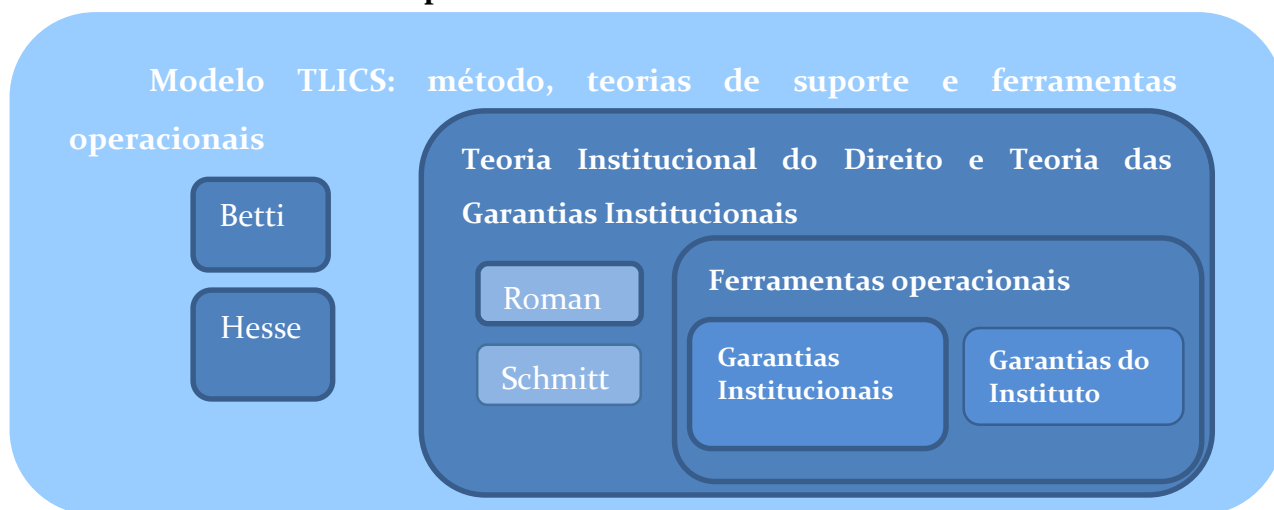 Modelo TLICS: método, teorias de suporte e ferramentas
operacionais
Teoria Institucional do Direito e Teoria das
Garantias Institucionais
Betti
Hesse
Roman
Schmitt
Ferramentas operacionais
Garantias
Institucionais
Garantias do
Instituto